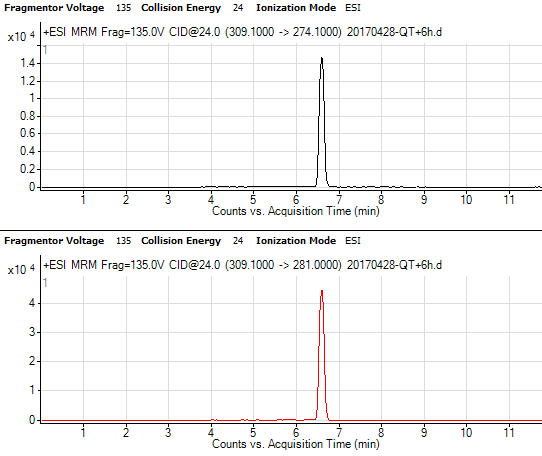 Fragmentor Voltage 135 Collision Energy 24 Ionization Mode ESI
x10 4 +ESI MRM Frag=135.0V CID@24.0 (309.1000 -> 274.1000) 20170428-QT+6h.d
1
1.4
1.2
1
0.8
0.6
0.4
0.2
0
1 2 3 4 5 6 7 8 9 10 11
Counts vs. Acquisition Time (min)
Fragmentor Voltage 135 Collision Energy 24 Ionization Mode ESI
x10 4 +ESI MRM Frag=135.0V CID@24.0 (309.1000 -> 281.0000) 20170428-QT+6h.d
1
4
3
2
1
0
1 2 3 4 5 6 7 8 9 10 11
Counts vs. Acquisition Time (min)